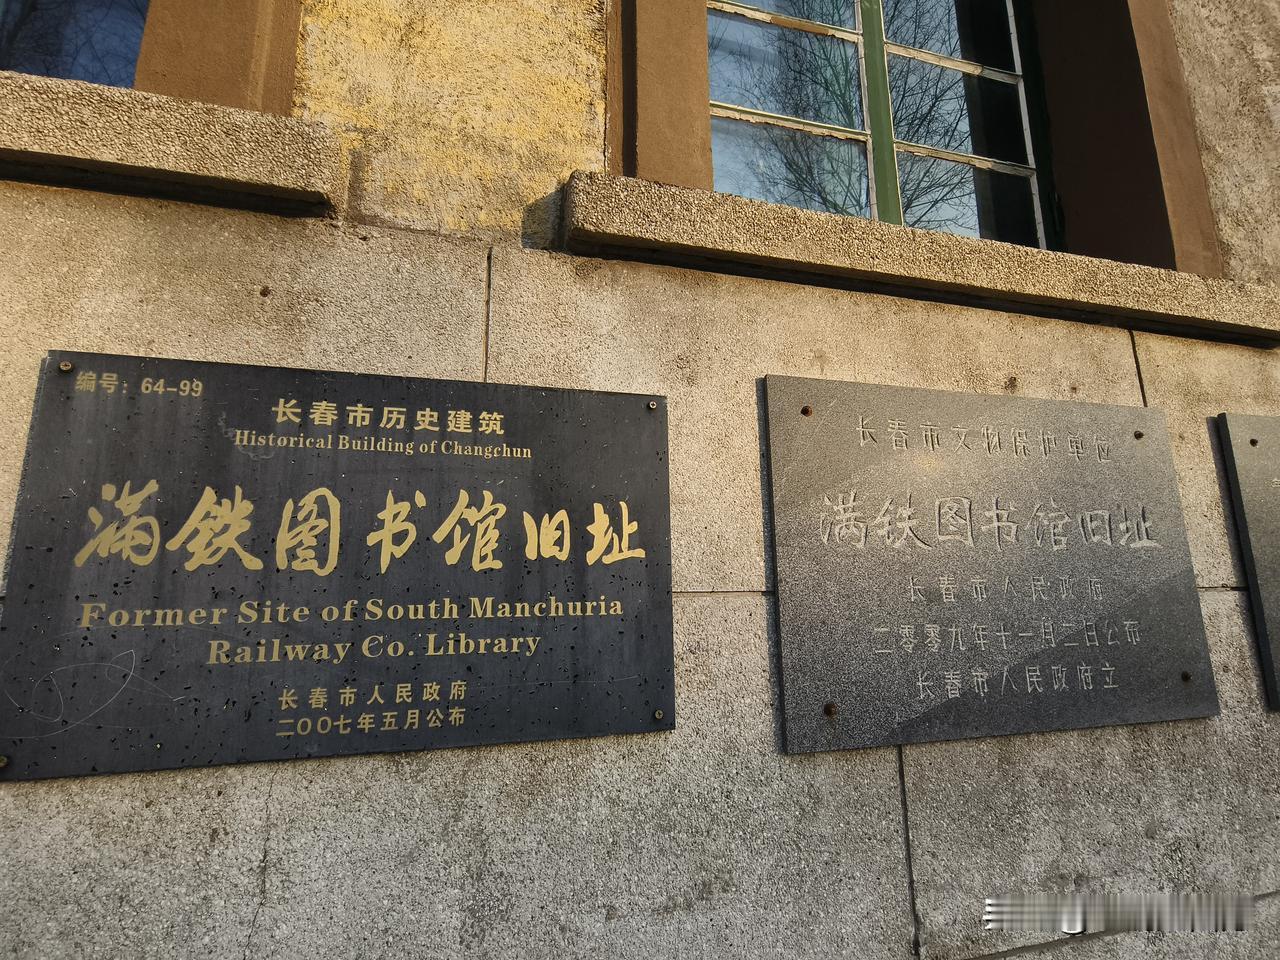 编号：64-99
长春市历史建筑
Historical Building of Changchun
满铁图书馆旧址
Former Site of South Manchuria
Railway Co. Library
长春市人民政府
二〇〇七年五月公布
长春市文物保护单位
满铁图书馆旧址
长春市人民政府
二零零九年十一月二日公布
长春市人民政府立